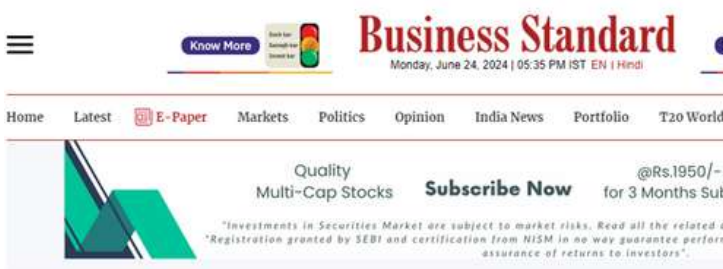 Know More
Business Standard
Monday, June 24, 2024 | 05:35 PM IST EN | Hindi
Home Latest E-Paper Markets Politics Opinion India News Portfolio T20 World
Quality
Multi-Cap Stocks
Subscribe Now
@Rs.1950/-
for 3 Months Sub
"Investments in Securities Market are subject to market risks. Read all the related
"Registration granted by SEBI and certification from NISM in no way guarantee perfor
assurance of returns to investors".